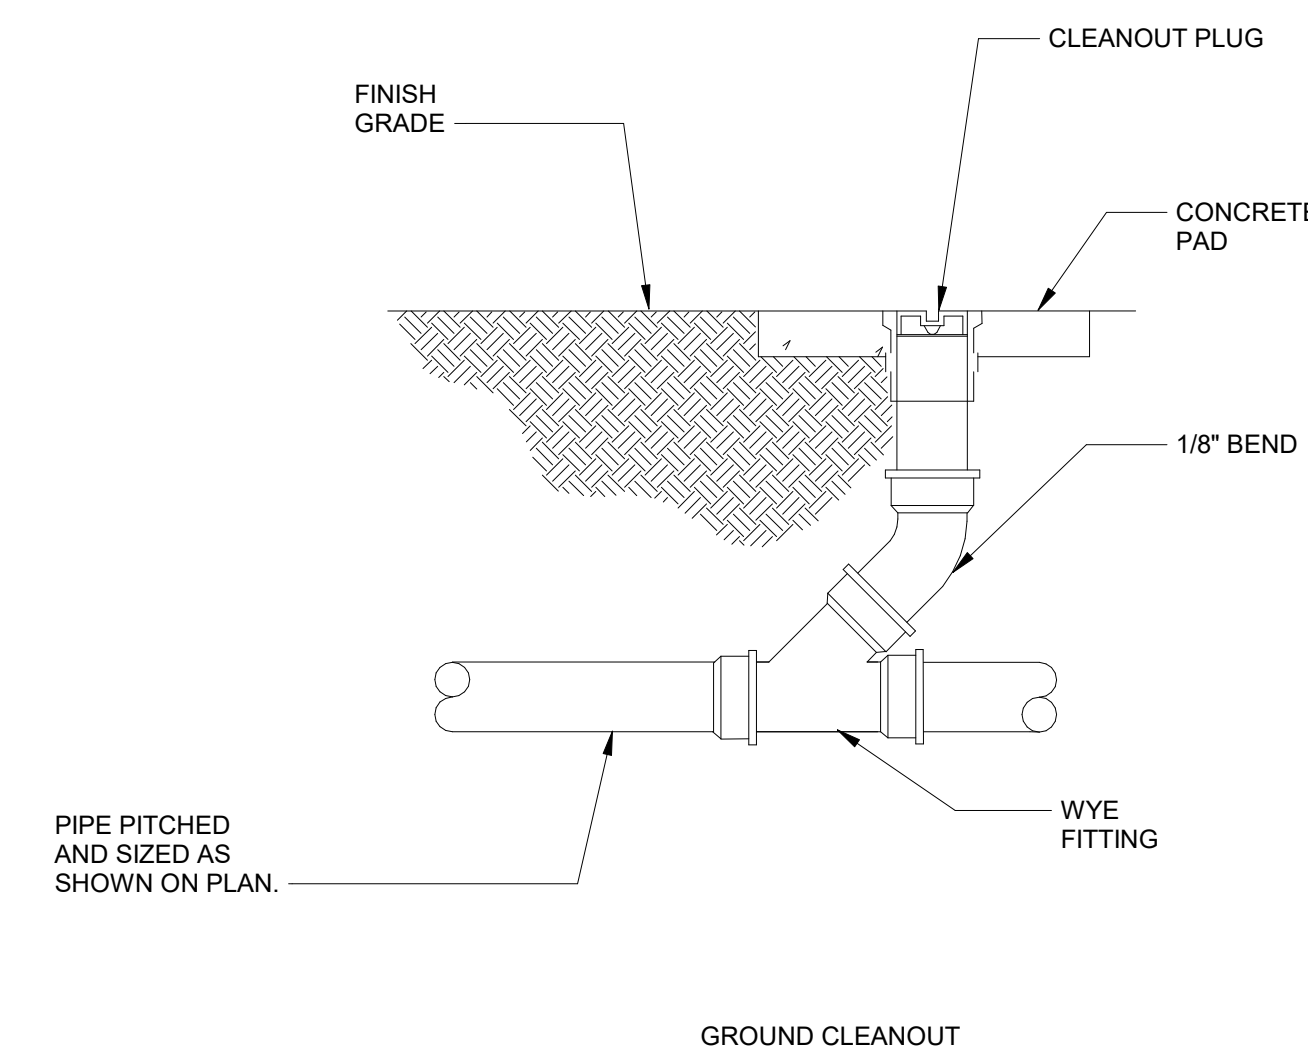 CLEANOUT PLUG
FINISH
GRADE
CONCRETE
PAD
1/8" BEND
WYE
FITTING
PIPE PITCHED
AND SIZED AS
SHOWN ON PLAN.
GROUND CLEANOUT